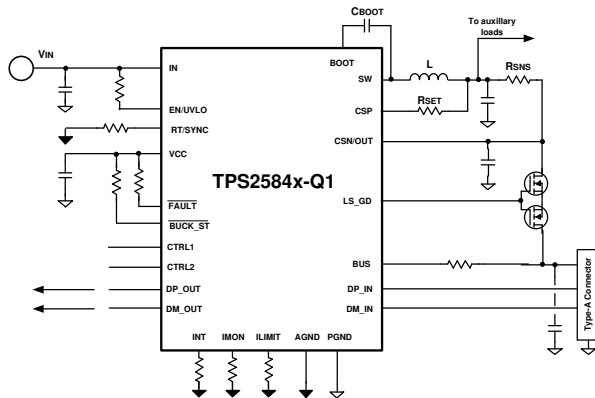 CBOOT
To auxillary
loads
VIN
IN
BOOT
SW
L
RSNS
EN/UVLO
CSP
RSET
RT/SYNC
CSN/OUT
VCC
TPS2584x-Q1
FAULT
LS_GD
BUCK_ST
CTRL1
CTRL2
BUS
DP_OUT
DP_IN
DM_OUT
DM_IN
Type-A Connector
INT
IMON
ILIMIT
AGND
PGND